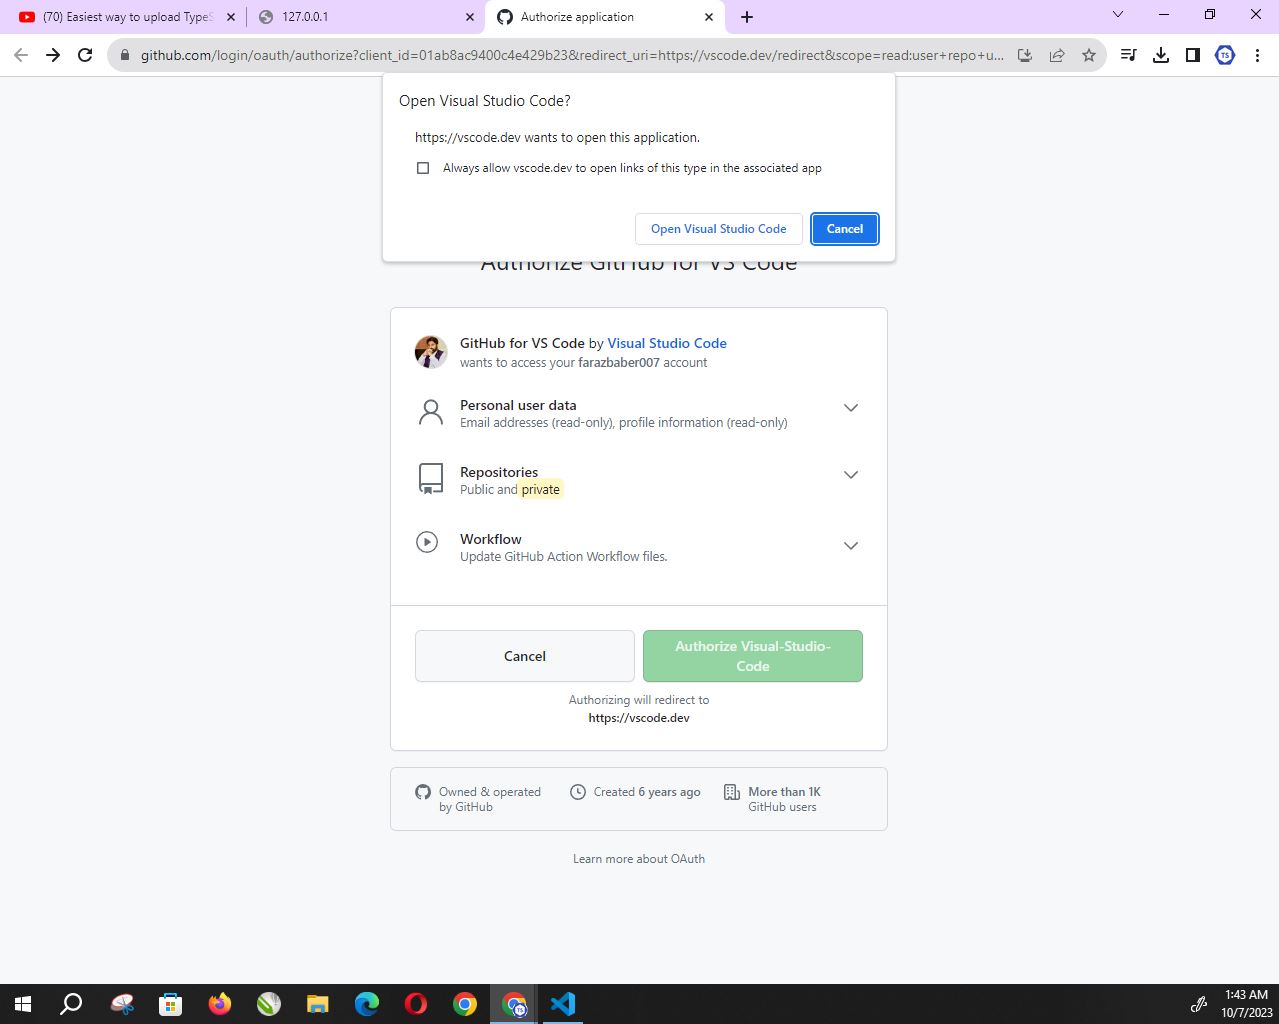 (70) Easiest way to upload TypeS
127.0.0.1
Authorize application
github.com/login/oauth/authorize?client_id=01ab8ac9400c4e429b23&redirect_uri=https://vscode.dev/redirect&scope=read:user+repo+u...
TS
Open Visual Studio Code?
https://vscode.dev wants to open this application.
Always allow vscode.dev to open links of this type in the associated app
Open Visual Studio Code
Cancel
Authorize GitHub for VS Code
GitHub for VS Code by Visual Studio Code
wants to access your farazbaber007 account
Personal user data
Email addresses (read-only), profile information (read-only)
Repositories
Public and private
Workflow
Update GitHub Action Workflow files.
Cancel
Authorize Visual-Studio-
Code
Authorizing will redirect to
https://vscode.dev
Owned & operated
by GitHub
Created 6 years ago
More than 1K
GitHub users
Learn more about OAuth
TS
1:43 AM
10/7/2023